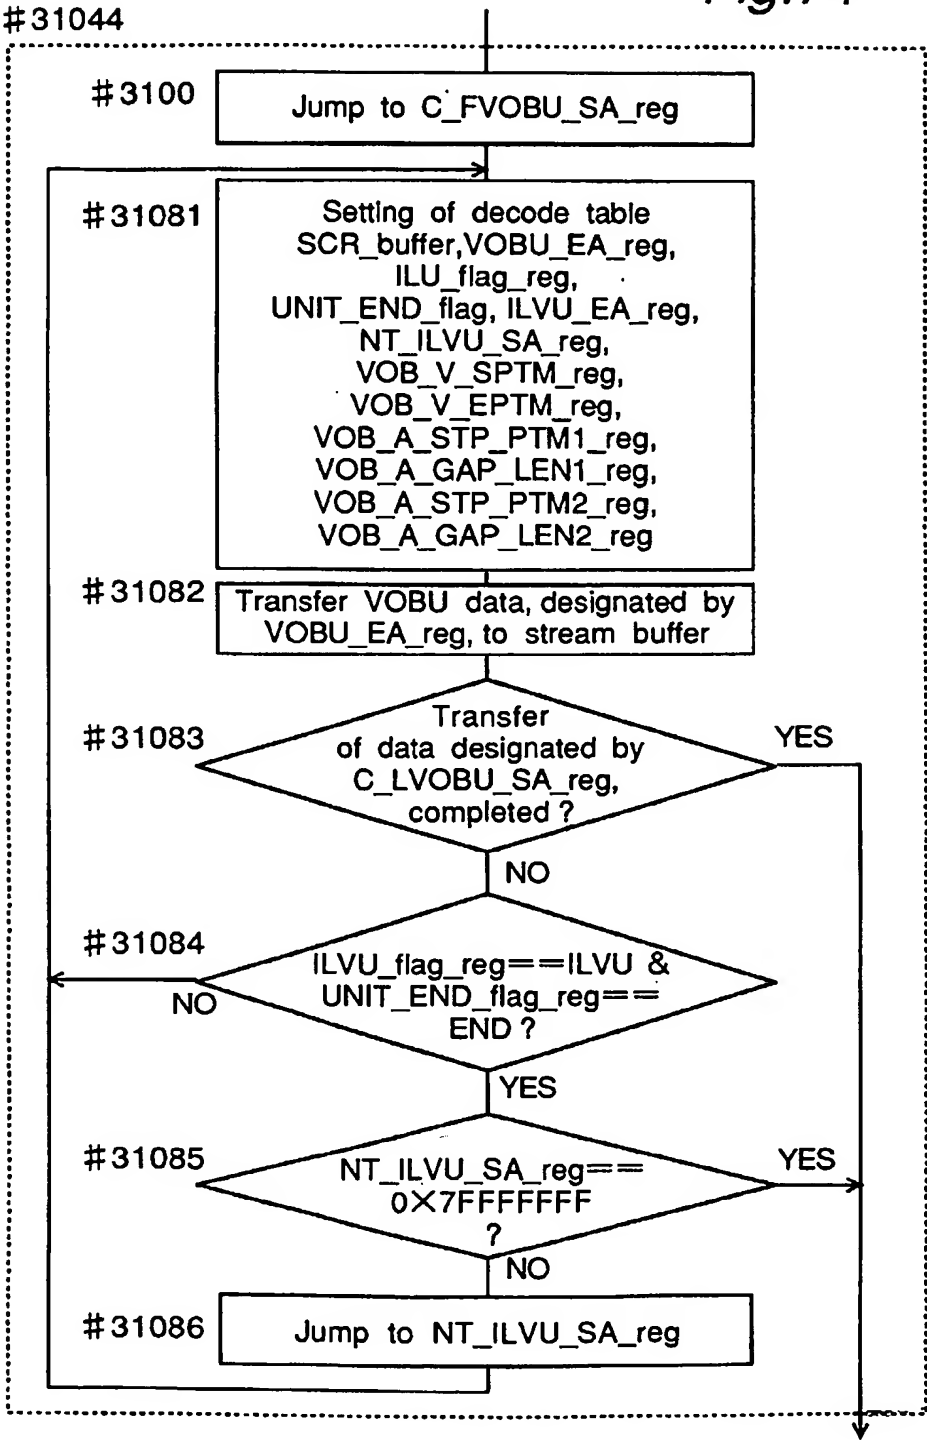 #31044
#3100
Jump to C_FVOBU_SA_reg
#31081
Setting of decode table
SCR_buffer,VOBU_EA_reg,
ILU_flag_reg,
UNIT_END_flag, ILVU_EA_reg,
NT_ILVU_SA_reg,
VOB_V_SPTM_reg,
VOB_V_EPTM_reg,
VOB_A_STP_PTM1_reg,
VOB_A_GAP_LEN1_reg,
VOB_A_STP_PTM2_reg,
VOB_A_GAP_LEN2_reg
#31082
Transfer VOBU data, designated by
VOBU_EA_reg, to stream buffer
#31083
Transfer
of data designated by
C_LVOBU_SA_reg,
completed ?
YES
NO
#31084
ILVU_flag_reg==ILVU &
UNIT_END_flag_reg==
END ?
NO
YES
#31085
NT_ILVU_SA_reg==
0X7FFFFFFF
?
YES
NO
#31086
Jump to NT_ILVU_SA_reg